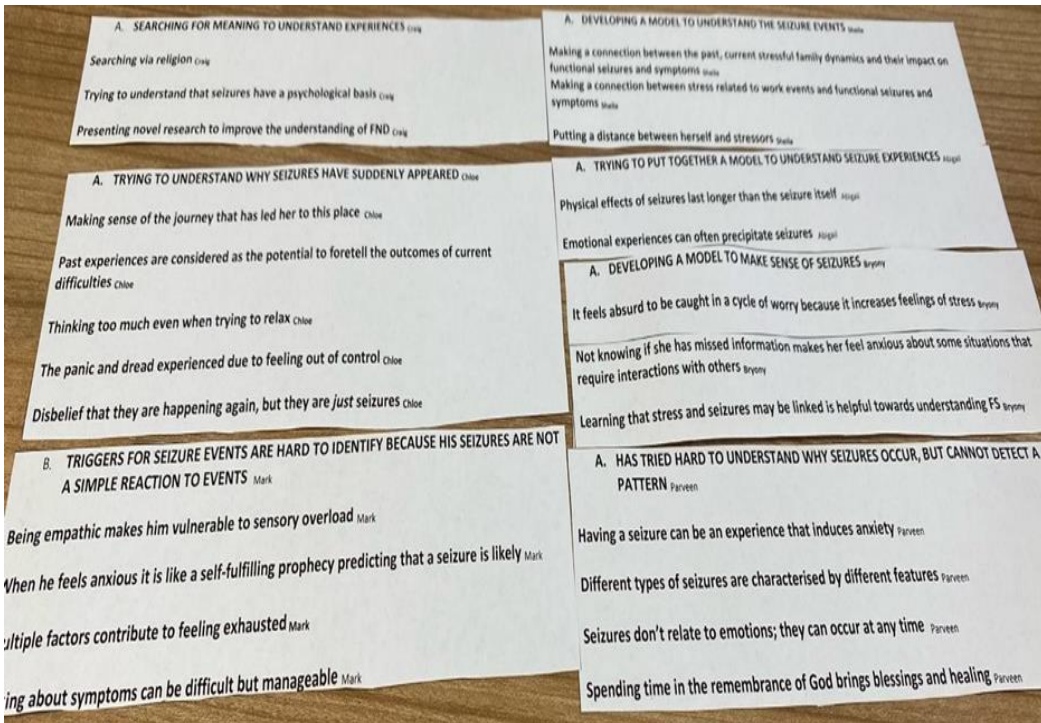 A. SEARCHING FOR MEANING TO UNDERSTAND EXPERIENCES Craig
Searching via religion Craig
Trying to understand that seizures have a psychological basis Craig
Presenting novel research to improve the understanding of FND Craig
A. TRYING TO UNDERSTAND WHY SEIZURES HAVE SUDDENLY APPEARED Chloe
Making sense of the journey that has led her to this place Chloe
Past experiences are considered as the potential to foretell the outcomes of current
difficulties Chloe
Thinking too much even when trying to relax Chloe
The panic and dread experienced due to feeling out of control Chloe
Disbelief that they are happening again, but they are just seizures Chloe
B. TRIGGERS FOR SEIZURE EVENTS ARE HARD TO IDENTIFY BECAUSE HIS SEIZURES ARE NOT
A SIMPLE REACTION TO EVENTS Mark
Being empathic makes him vulnerable to sensory overload Mark
When he feels anxious it is like a self-fulfilling prophecy predicting that a seizure is likely Mark
ultiple factors contribute to feeling exhausted Mark
ing about symptoms can be difficult but manageable Mark
A. DEVELOPING A MODEL TO UNDERSTAND THE SEIZURE EVENTS Sheila
Making a connection between the past, current stressful family dynamics and their impact on
functional seizures and symptoms Sheila
Making a connection between stress related to work events and functional seizures and
symptoms Sheila
Putting a distance between herself and stressors Sheila
A. TRYING TO PUT TOGETHER A MODEL TO UNDERSTAND SEIZURE EXPERIENCES Abigail
Physical effects of seizures last longer than the seizure itself Abigail
Emotional experiences can often precipitate seizures Abigail
A. DEVELOPING A MODEL TO MAKE SENSE OF SEIZURES Bryony
It feels absurd to be caught in a cycle of worry because it increases feelings of stress Bryony
Not knowing if she has missed information makes her feel anxious about some situations that
require interactions with others Bryony
Learning that stress and seizures may be linked is helpful towards understanding FS Bryony
A. HAS TRIED HARD TO UNDERSTAND WHY SEIZURES OCCUR, BUT CANNOT DETECT A
PATTERN Parveen
Having a seizure can be an experience that induces anxiety Parveen
Different types of seizures are characterised by different features Parveen
Seizures don't relate to emotions; they can occur at any time Parveen
Spending time in the remembrance of God brings blessings and healing Parveen